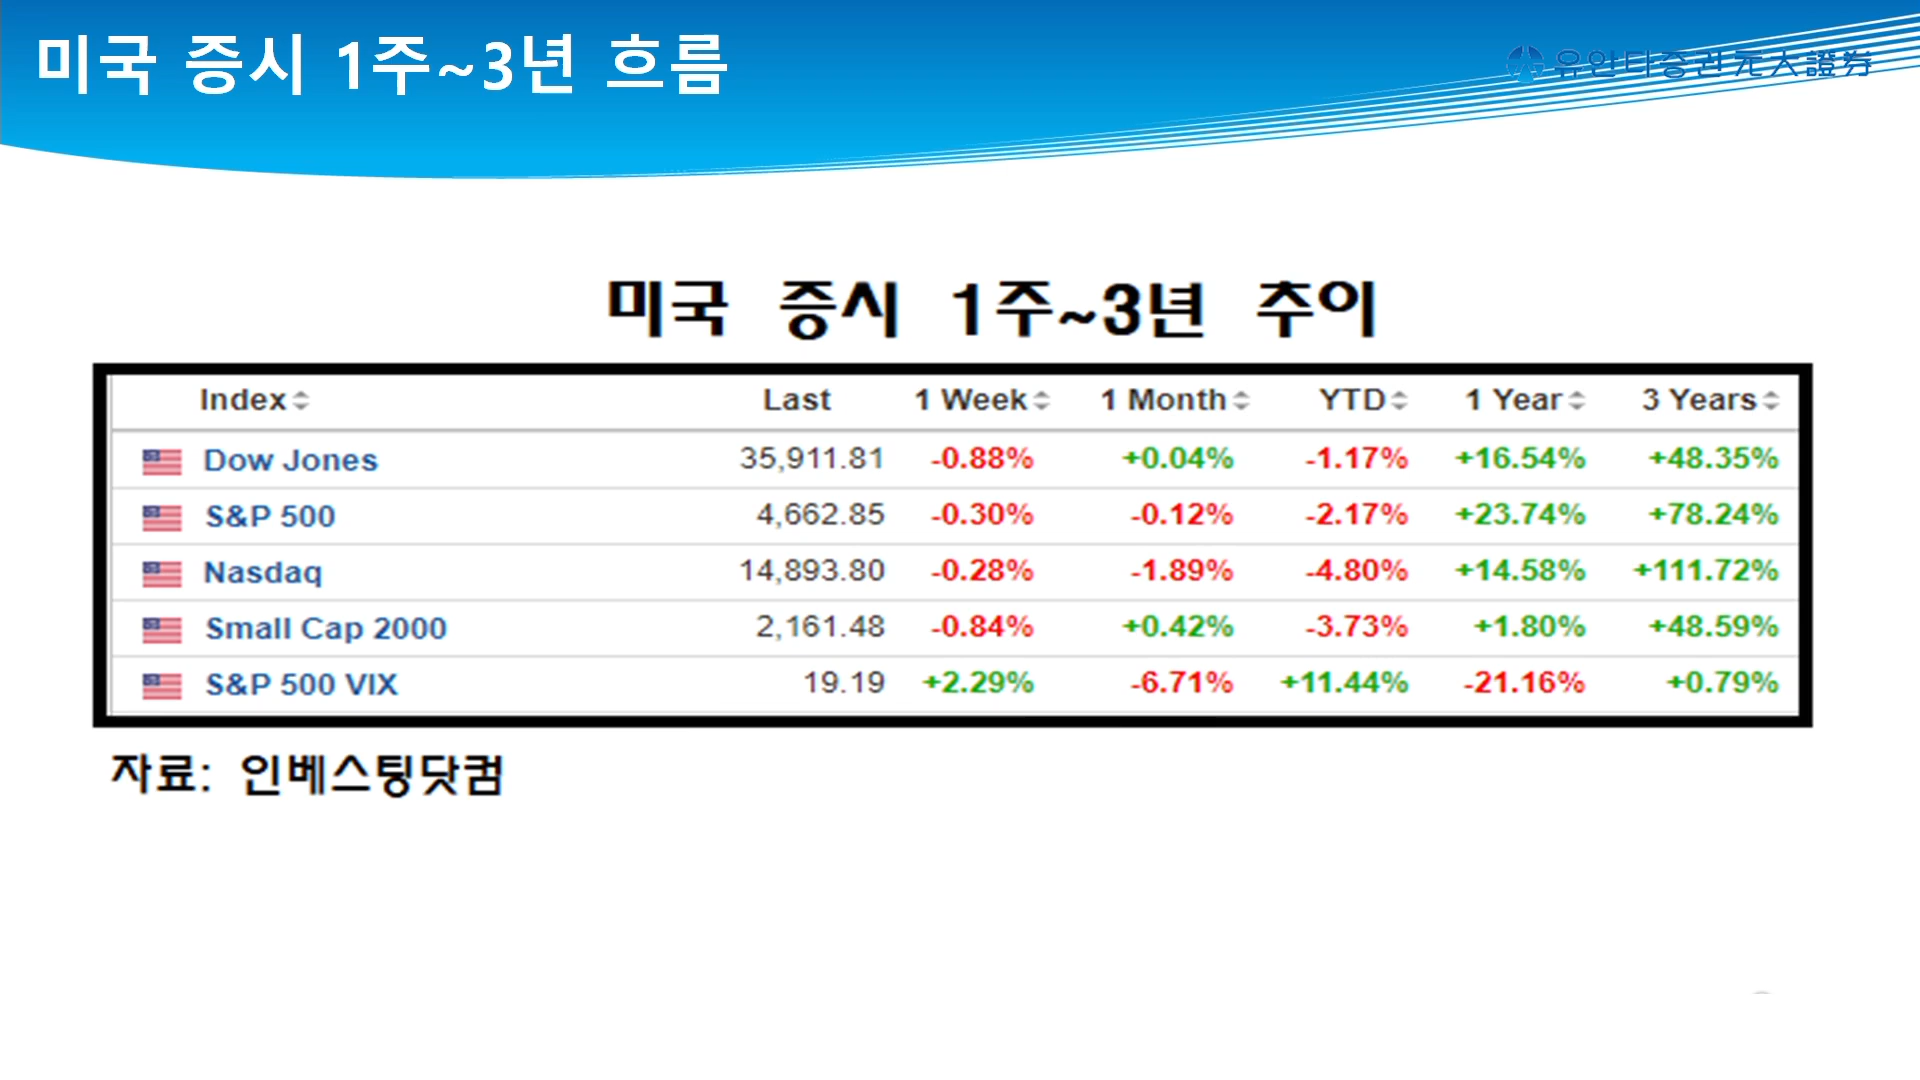 미국 증시 1주~3년 흐름
유안타증권 元大證券
미국 증시 1주~3년 추이
Index Last 1 Week 1 Month YTD 1 Year 3 Years
Dow Jones 35,911.81 -0.88% +0.04% -1.17% +16.54% +48.35%
S&P 500 4,662.85 -0.30% -0.12% -2.17% +23.74% +78.24%
Nasdaq 14,893.80 -0.28% -1.89% -4.80% +14.58% +111.72%
Small Cap 2000 2,161.48 -0.84% +0.42% -3.73% +1.80% +48.59%
S&P 500 VIX 19.19 +2.29% -6.71% +11.44% -21.16% +0.79%
자료: 인베스팅닷컴